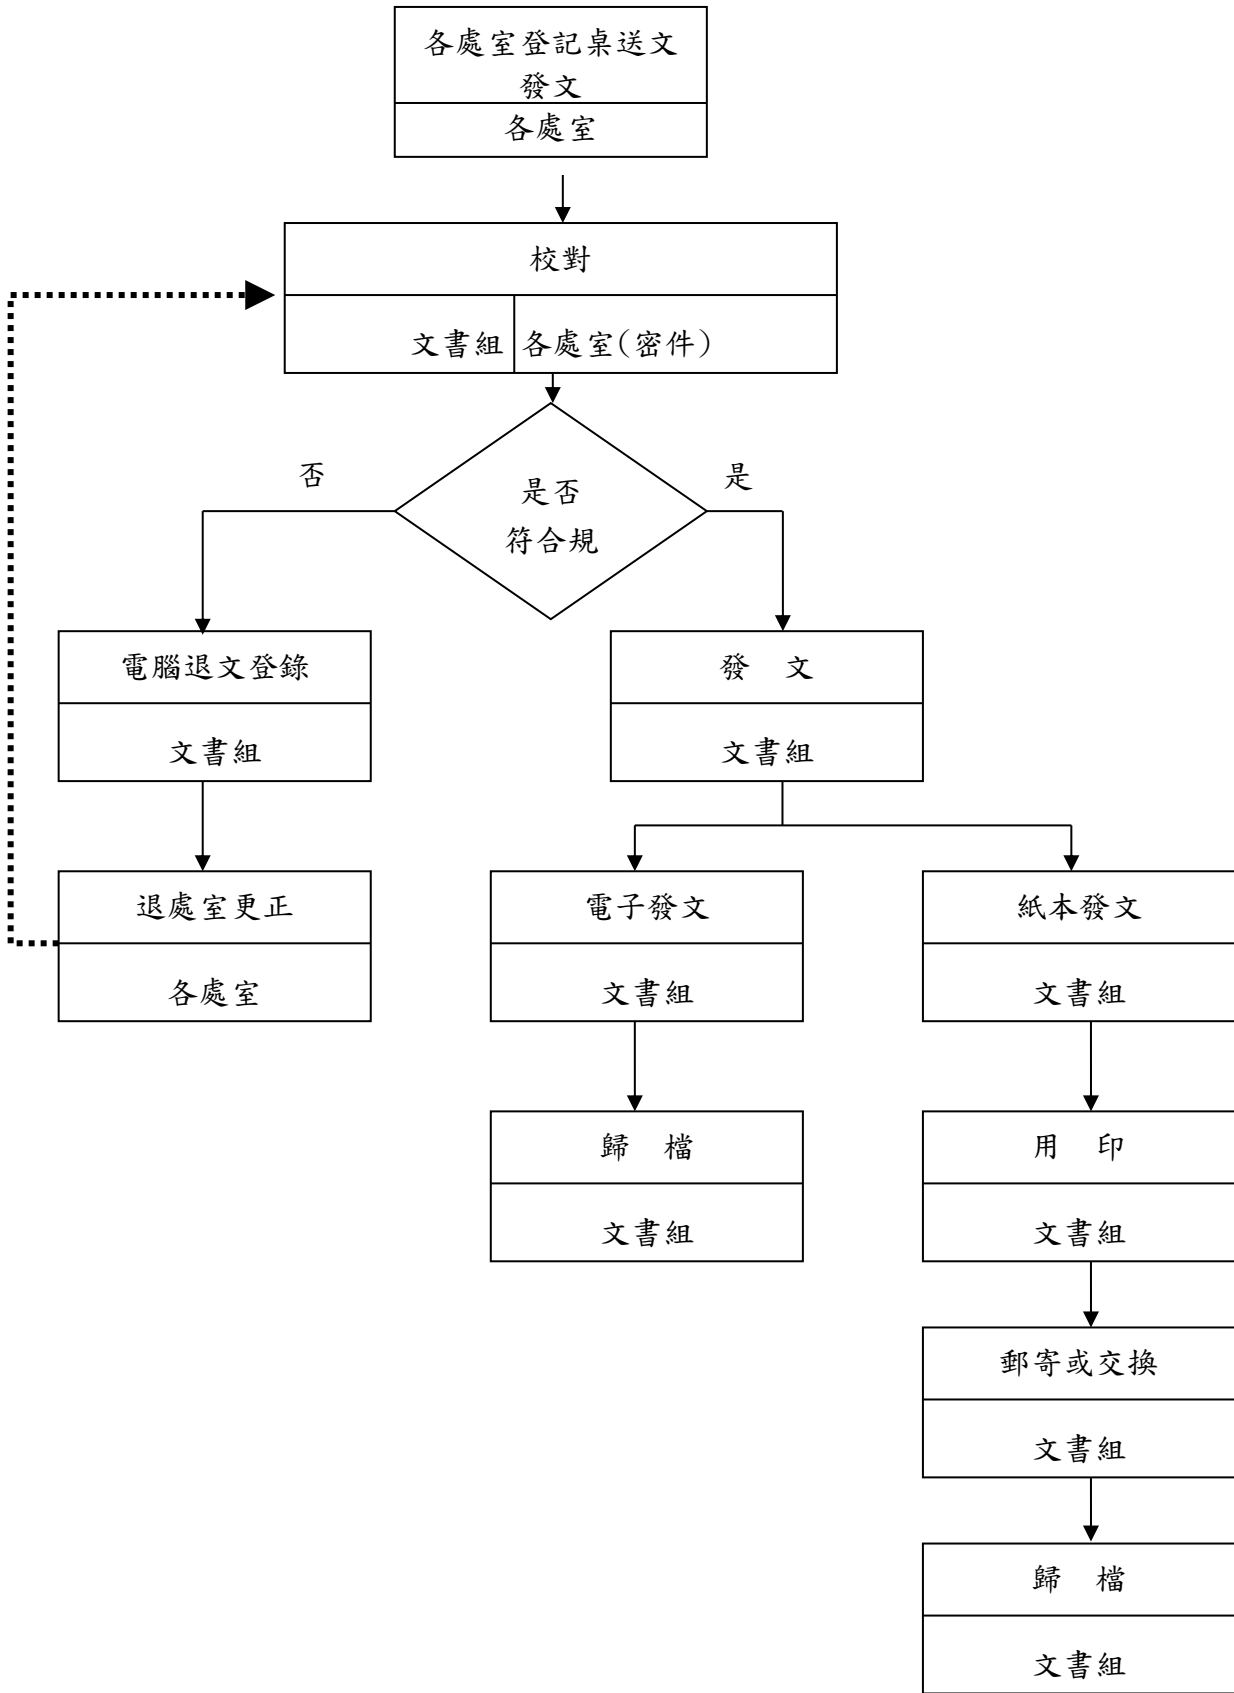 各處室登記桌送文
發文
各處室
校對
文書組 各處室(密件)
否
是
是否
符合規
電腦退文登錄
文書組
發 文
文書組
退處室更正
各處室
電子發文
文書組
紙本發文
文書組
歸 檔
文書組
用 印
文書組
郵寄或交換
文書組
歸 檔
文書組